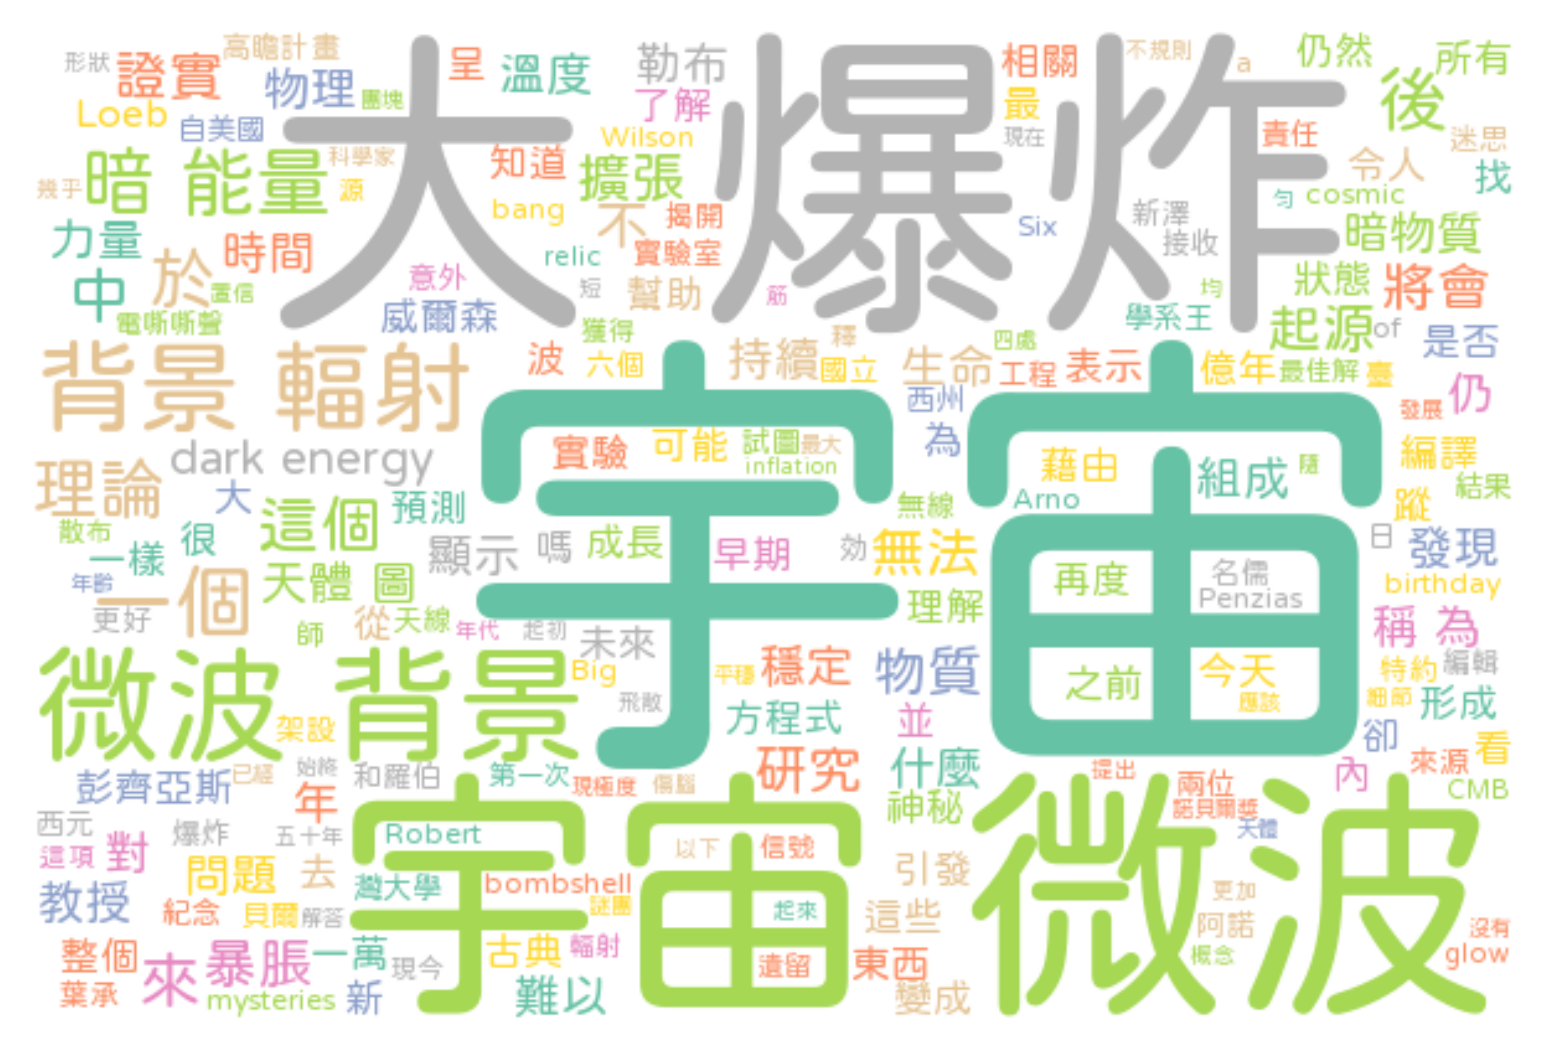 形狀 證實 高瞻計畫 物理 團塊 呈 溫度 勒布 了解 相關 最 不規則 a 仍然 所有 後
Loeb 自美國 大爆炸 Wilson 現在 責任 迷思
暗 能量 科學家 源 知道 擴張 令人 找
幾乎 bang 不 揭開 Six 新澤 匀 cosmic
力量 時間 relic 實驗室 接收 暗物質
中 於 置信 意外 短 幫助 筋 均 狀態 將會
電嘶嘶聲 威爾森 獲得 釋 學系王 起源 of 是否
背景 輻射 波 六個 持續 國立 生命 四處 工程 表示 億年 最佳解 臺 仍
宇宙 西州 發展
理論 dark energy 實驗 可能 試圖 最大 為 藉由 組成 隨 編譯
大 inflation Arno 蹤 結果
散布 一樣 很 這個 預測 無線
顯示 嗎 成長 早期 効 無法 日 發現
年齡 一個 天體 圖 再度 名儒 birthday
更好 師 從 天線 年代 起初 未來 理解 Penzias 稱 為
微波 背景 Big 平穩 穩定 物質 之前 今天 特約 編輯
架設 飛散 方程式 並 應該 細節 形成
彭齊亞斯 已經 始終 和羅伯 第一次 現極度 傷腦 研究 什麼 提出 兩位 內 卻 來源 看
年 神秘 諾貝爾獎 CMB
西元 爆炸 五十年 宇宙 微波 Robert 以下 信號 天體
這項 對 問題 去 灣大學 bombshell 引發
教授 紀念 貝爾 解答 謎團 起來 這些 更加 阿諾 沒有
整個 來 暴脹 一萬 現今 古典 輻射 遺留 東西 概念 glow
葉承 mysteries 新 難以 變成